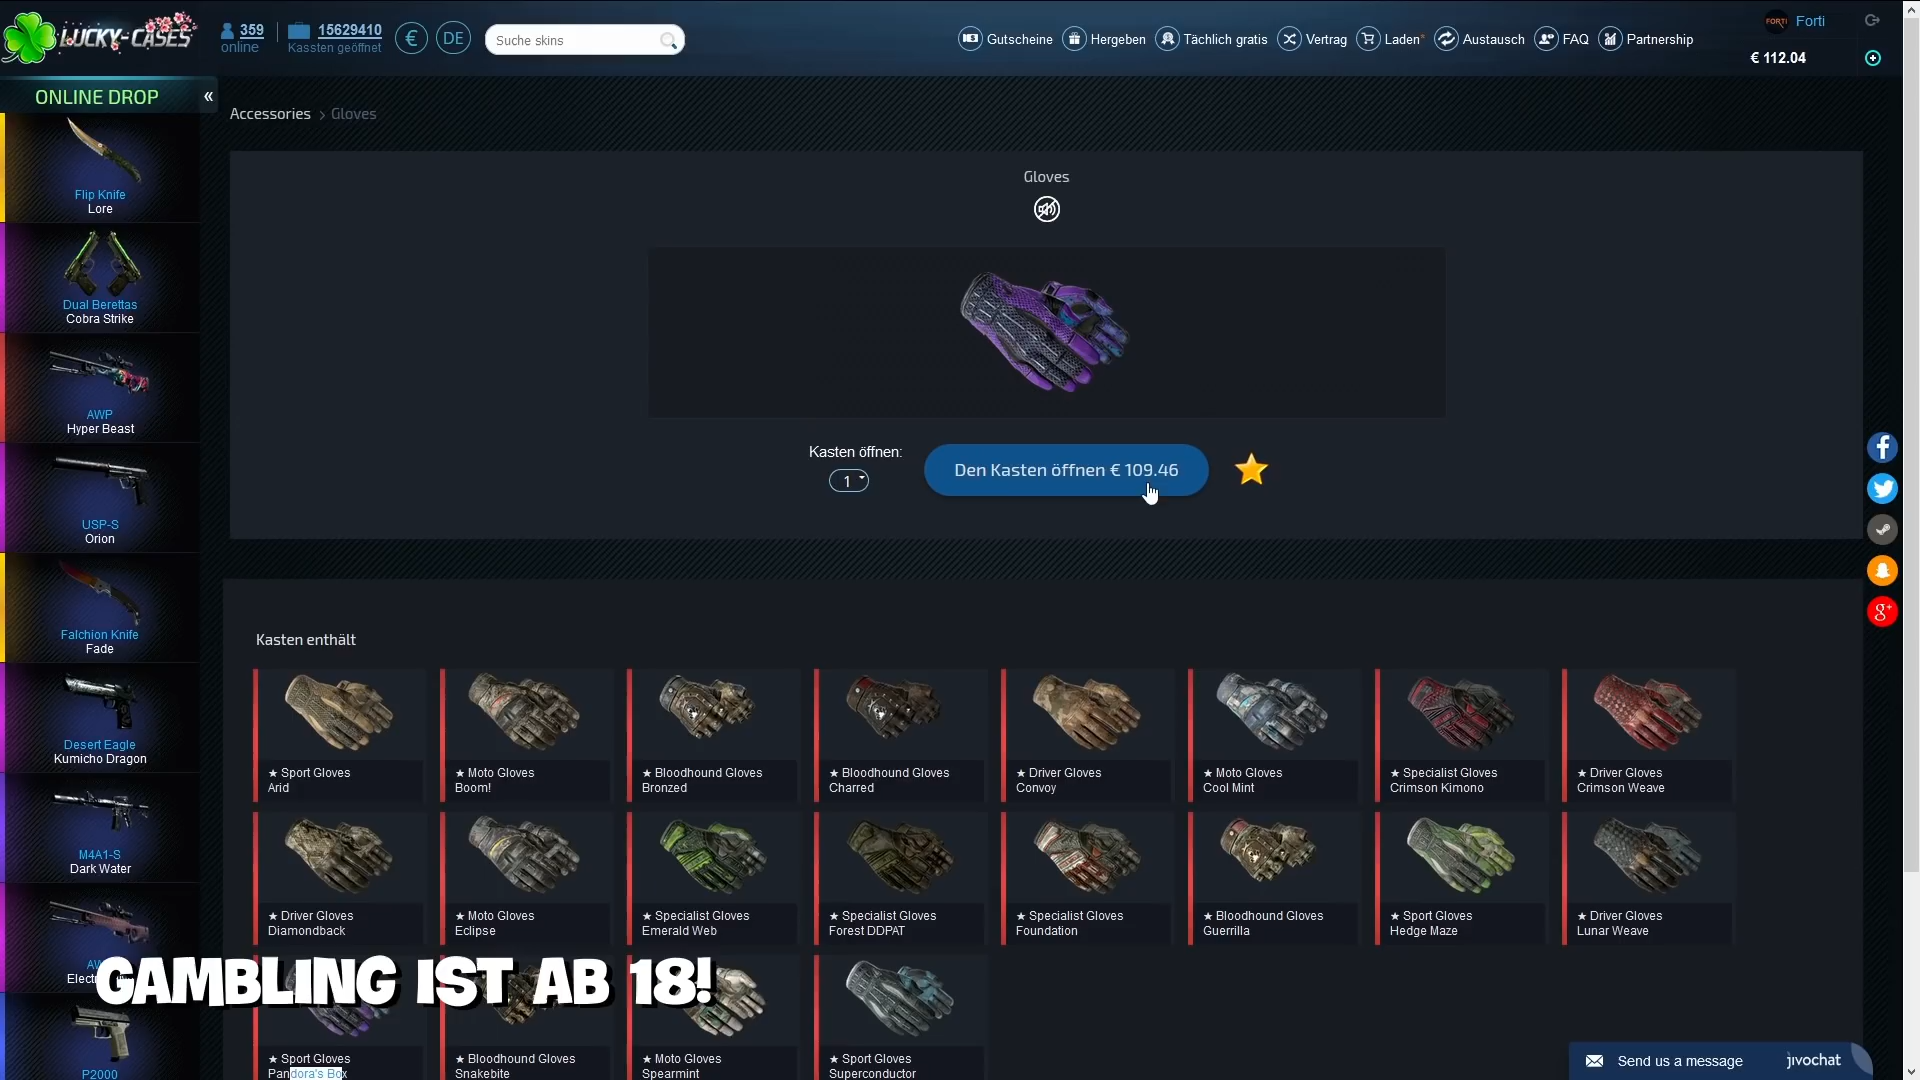 LUCKY-CASES
359
online
15629410
Kassten geöffnet
€
DE
Suche skins
Gutscheine
Hergeben
Tächlich gratis
Vertrag
Laden*
Austausch
FAQ
Partnership
FORTI
Forti
€ 112.04
ONLINE DROP
«
Accessories > Gloves
Flip Knife
Lore
Dual Berettas
Cobra Strike
AWP
Hyper Beast
USP-S
Orion
Falchion Knife
Fade
Desert Eagle
Kumicho Dragon
M4A1-S
Dark Water
P2000
Gloves
Kasten öffnen:
1
Den Kasten öffnen € 109.46
Kasten enthält
★ Sport Gloves
Arid
★ Moto Gloves
Boom!
★ Bloodhound Gloves
Bronzed
★ Bloodhound Gloves
Charred
★ Driver Gloves
Convoy
★ Moto Gloves
Cool Mint
★ Specialist Gloves
Crimson Kimono
★ Driver Gloves
Crimson Weave
★ Driver Gloves
Diamondback
★ Moto Gloves
Eclipse
★ Specialist Gloves
Emerald Web
★ Specialist Gloves
Forest DDPAT
★ Specialist Gloves
Foundation
★ Bloodhound Gloves
Guerrilla
★ Sport Gloves
Hedge Maze
★ Driver Gloves
Lunar Weave
GAMBLING IST AB 18!
★ Sport Gloves
Pandora's Box
★ Bloodhound Gloves
Snakebite
★ Moto Gloves
Spearmint
★ Sport Gloves
Superconductor
f
g+
Send us a message
jivochat